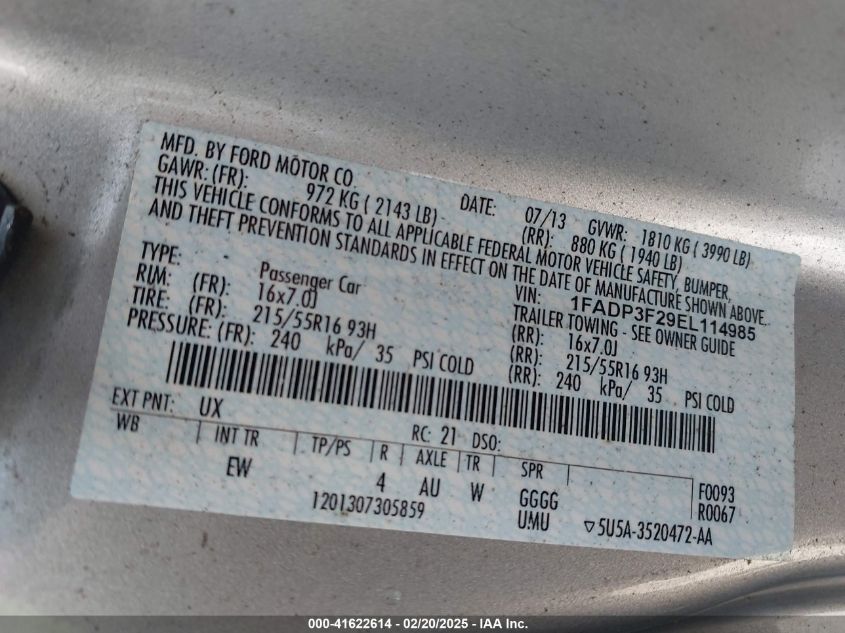 MFD. BY FORD MOTOR CO. DATE: 07/13 GVWR: 1810 KG ( 3990 LB)
GAWR: (FR): 972 KG ( 2143 LB) (RR): 880 KG ( 1940 LB)
THIS VEHICLE CONFORMS TO ALL APPLICABLE FEDERAL MOTOR VEHICLE SAFETY, BUMPER,
AND THEFT PREVENTION STANDARDS IN EFFECT ON THE DATE OF MANUFACTURE SHOWN ABOVE.
VIN: 1FADP3F29EL114985
TYPE: Passenger Car TRAILER TOWING - SEE OWNER GUIDE
RIM: (FR): 16x7.0J (RR): 16x7.0J
TIRE: (FR): 215/55R16 93H (RR): 215/55R16 93H
PRESSURE: (FR): 240 kPa/ 35 PSI COLD (RR): 240 kPa/ 35 PSI COLD
EXT PNT: UX RC: 21 DSO:
WB INT TR TP/PS R AXLE TR SPR F0093
EW 4 AU W GGGG R0067
1201307305859 UMU ▽5U5A-3520472-AA
000-41622614 - 02/20/2025 - IAA Inc.